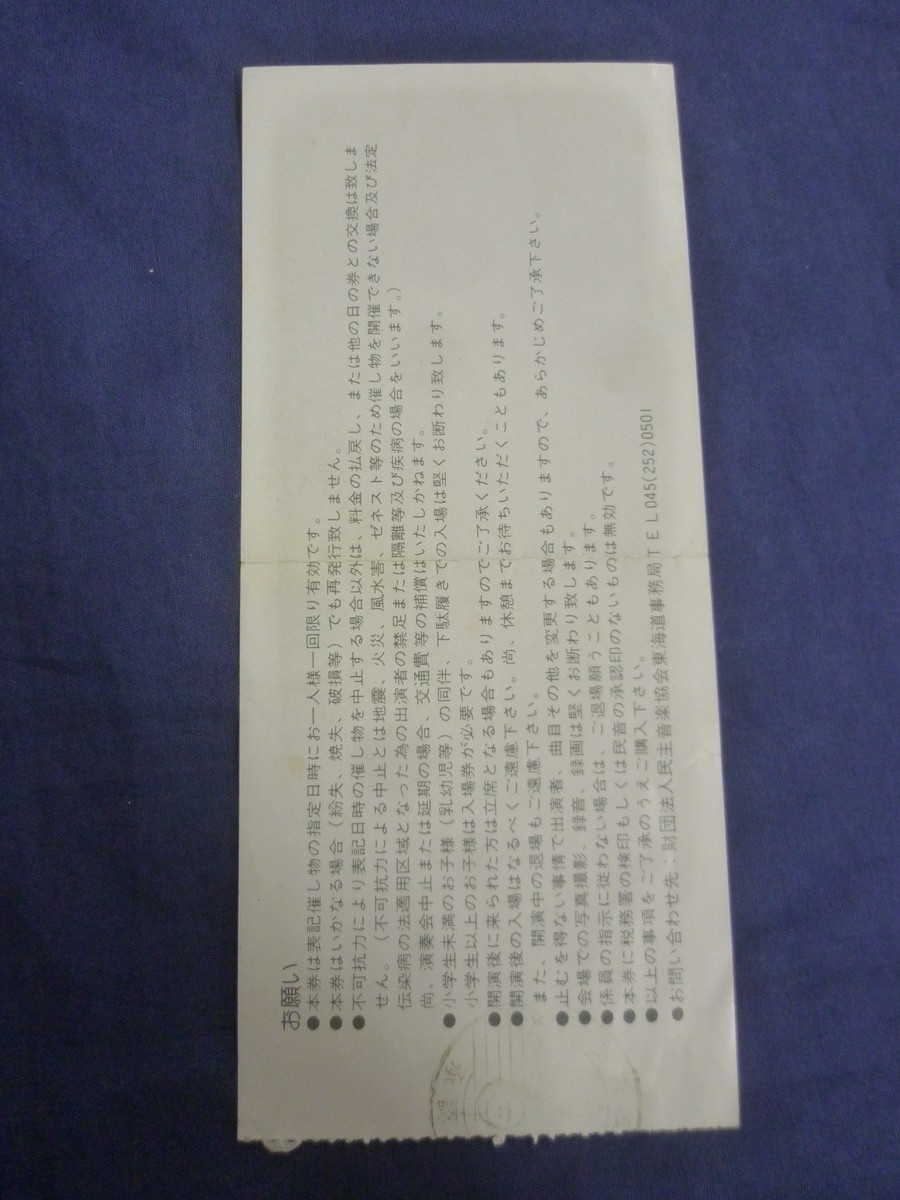 お願い
●本券は表記催し物の指定日時にお一人様一回限り有効です。
●本券はいかなる場合(紛失、焼失、破損等)でも再発行致しません。
●不可抗力により表記日時の催し物を中止する場合以外は、料金の払戻し、または他の日の券との交換は致しま
せん。(不可抗力による中止とは地震、火災、風水害、ゼネスト等のため催し物を開催できない場合及び法定
伝染病の法適用区域となった為の出演者の禁足または隔離等及び疾病の場合をいいます。)
尚、演奏会中止または延期の場合、交通費等の補償はいたしかねます。
●小学生未満のお子様(乳幼児等)の同伴、下駄履きでの入場は堅くお断わり致します。
小学生以上のお子様は入場券が必要です。
●開演後に来られた方は立席となる場合もありますのでご了承ください。
●開演後の入場はなるべくご遠慮下さい。尚、休憩までお待ちいただくこともあります。
また、開演中の退場もご遠慮下さい。
●止むを得ない事情で出演者、曲目その他を変更する場合もありますので、あらかじめご了承下さい。
●会場での写真撮影、録音、録画は堅くお断わり致します。
●係員の指示に従わない場合は、ご退場願うこともあります。
●本券に税務署の検印もしくは民音の承認印のないものは無効です。
●以上の事項をご了承のうえご購入下さい。
●お問い合わせ先:財団法人民主音楽協会東海道事務局TEL045(252)0501